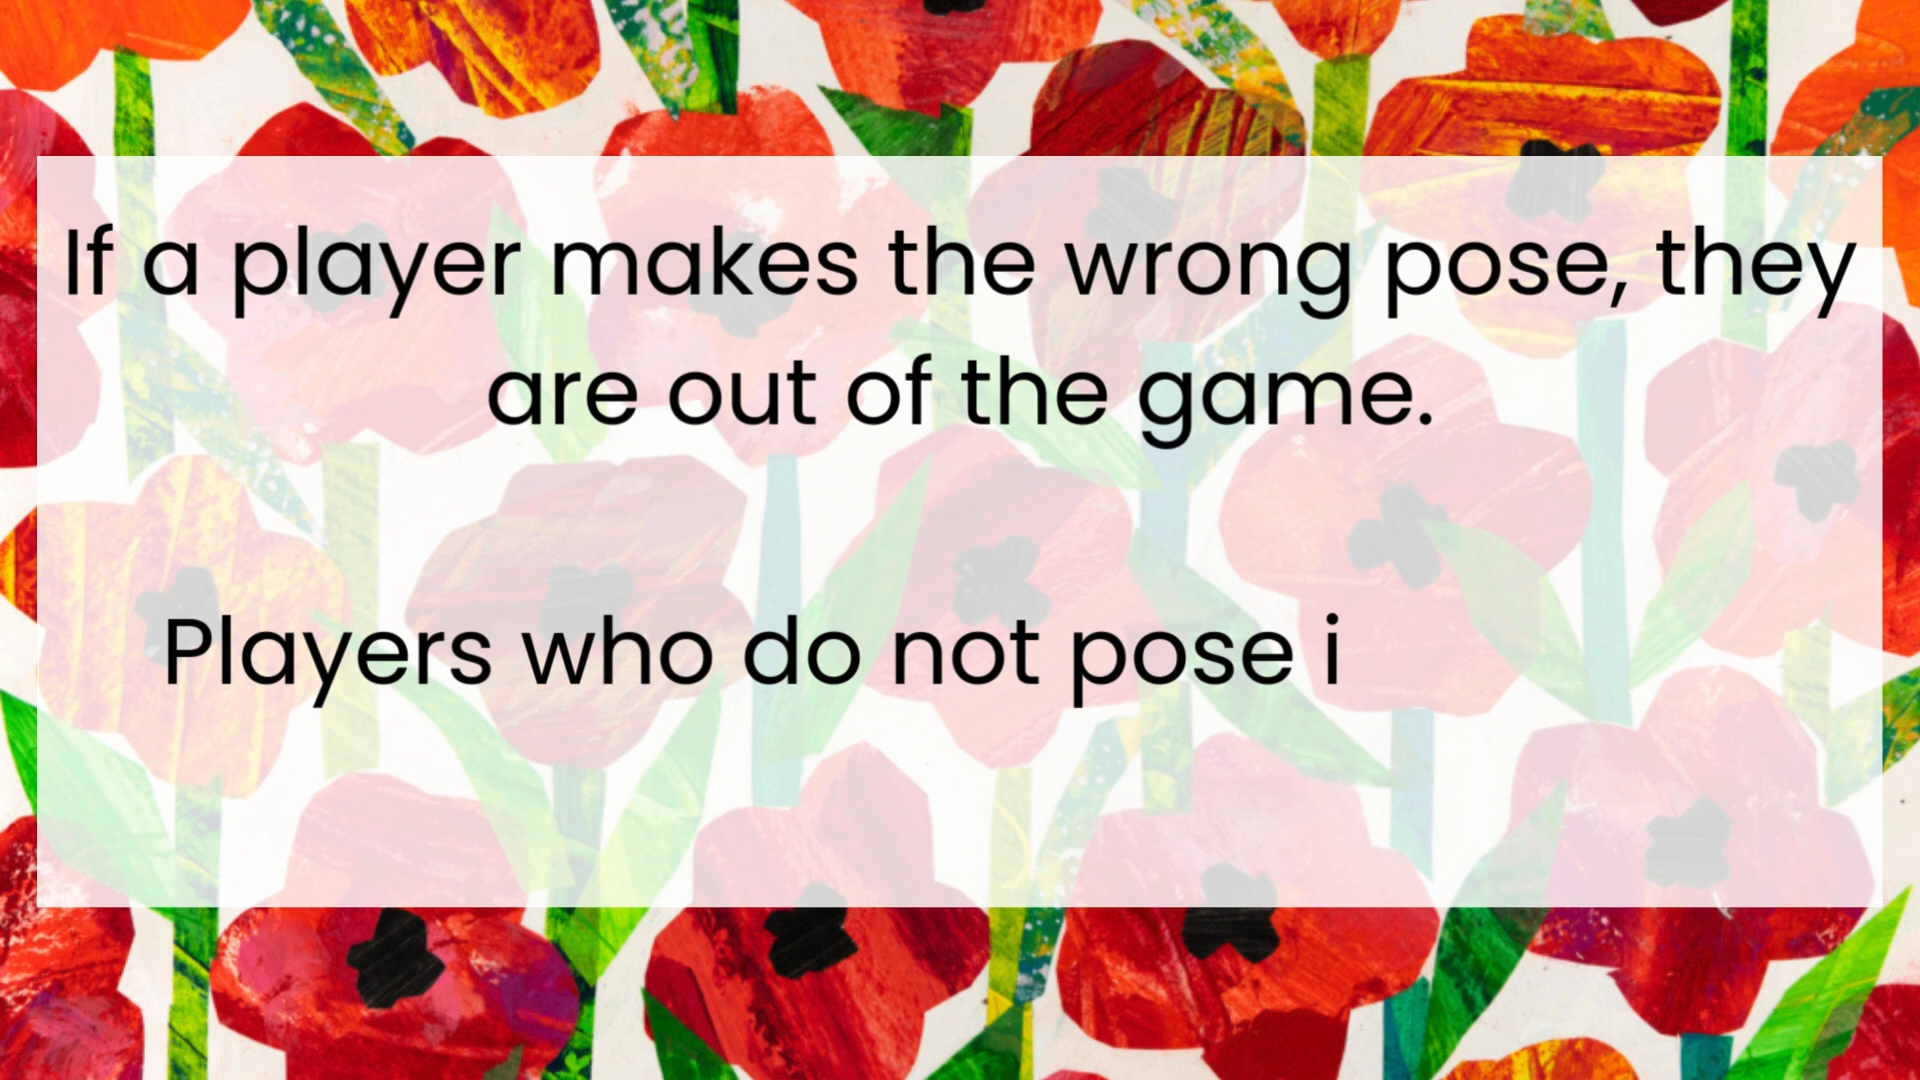 If a player makes the wrong pose, they
are out of the game.
Players who do not pose i